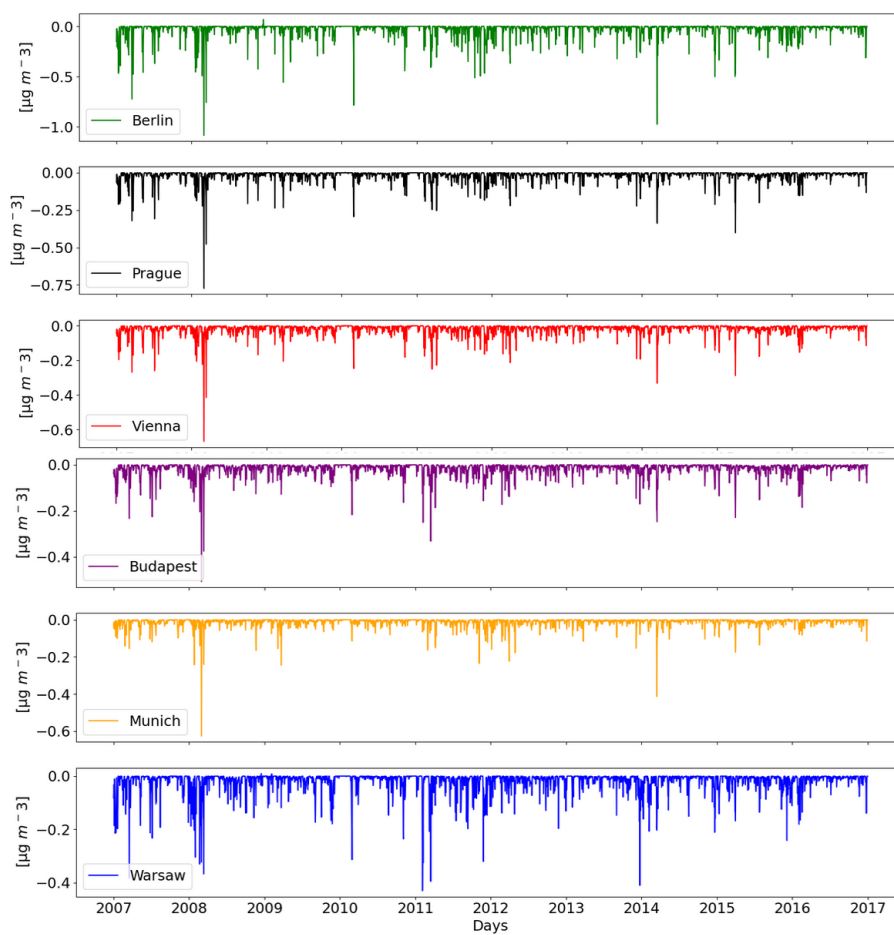 0.0
−0.5
−1.0
[μg m⁻3]
Berlin
0.00
−0.25
−0.50
−0.75
[μg m⁻3]
Prague
0.0
−0.2
−0.4
−0.6
[μg m⁻3]
Vienna
0.0
−0.2
−0.4
[μg m⁻3]
Budapest
0.0
−0.2
−0.4
−0.6
[μg m⁻3]
Munich
0.0
−0.2
−0.4
[μg m⁻3]
Warsaw
2007 2008 2009 2010 2011 2012 2013 2014 2015 2016 2017
Days